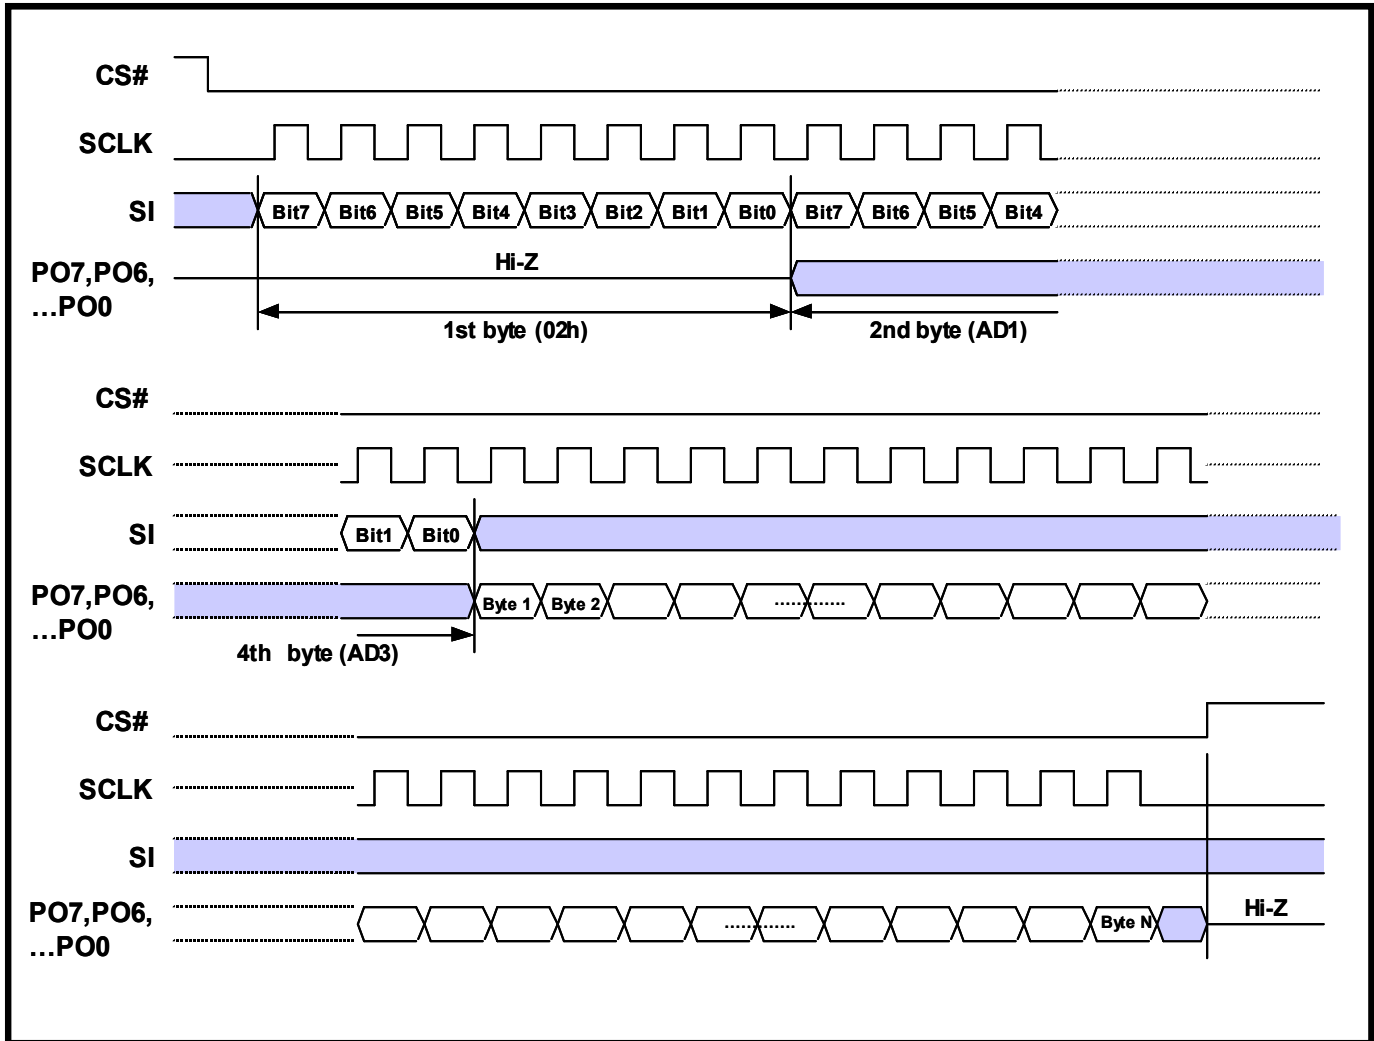 CS#
SCLK
SI Bit7 Bit6 Bit5 Bit4 Bit3 Bit2 Bit1 Bit0 Bit7 Bit6 Bit5 Bit4
PO7,PO6,
...PO0
Hi-Z
1st byte (02h) 2nd byte (AD1)
CS#
SCLK
SI Bit1 Bit0
PO7,PO6,
...PO0
Byte 1 Byte 2 .............
4th byte (AD3)
CS#
SCLK
SI
PO7,PO6,
...PO0
............. Byte N Hi-Z